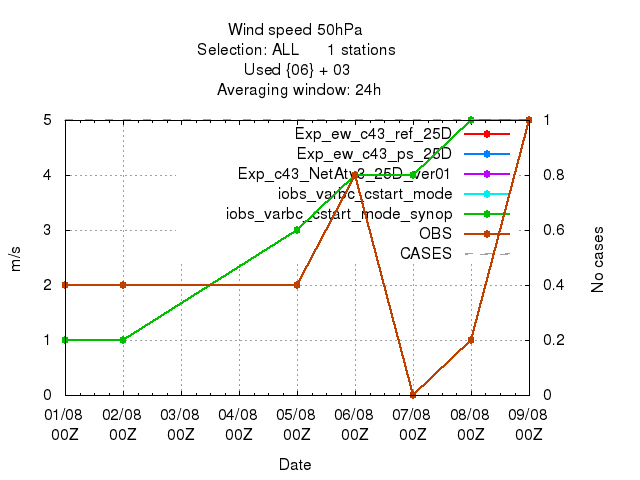 Wind speed 50hPa
Selection: ALL 1 stations
Used {06} + 03
Averaging window: 24h
5 1
Exp_ew_c43_ref_25D
Exp_ew_c43_ps_25D
4 Exp_c43_NetAtv3_25D_ver01 0.8
iobs_varbc_cstart_mode
iobs_varbc_cstart_mode_synop
3 0.6
OBS
CASES
m/s
No cases
2 0.4
1 0.2
0 0
01/08 02/08 03/08 04/08 05/08 06/08 07/08 08/08 09/08
00Z 00Z 00Z 00Z 00Z 00Z 00Z 00Z 00Z
Date